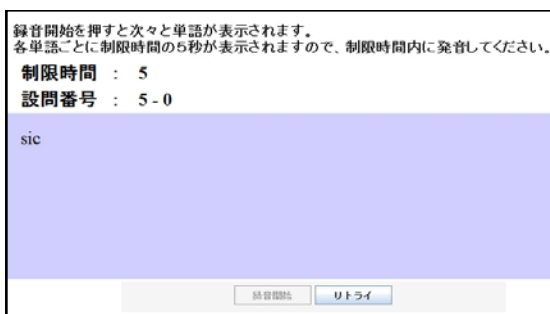 録音開始を押すと次々と単語が表示されます。
各単語ごとに制限時間の5秒が表示されますので、制限時間内に発音してください。
制限時間 : 5
設問番号 : 5 - 0
sic
録音開始 リトライ